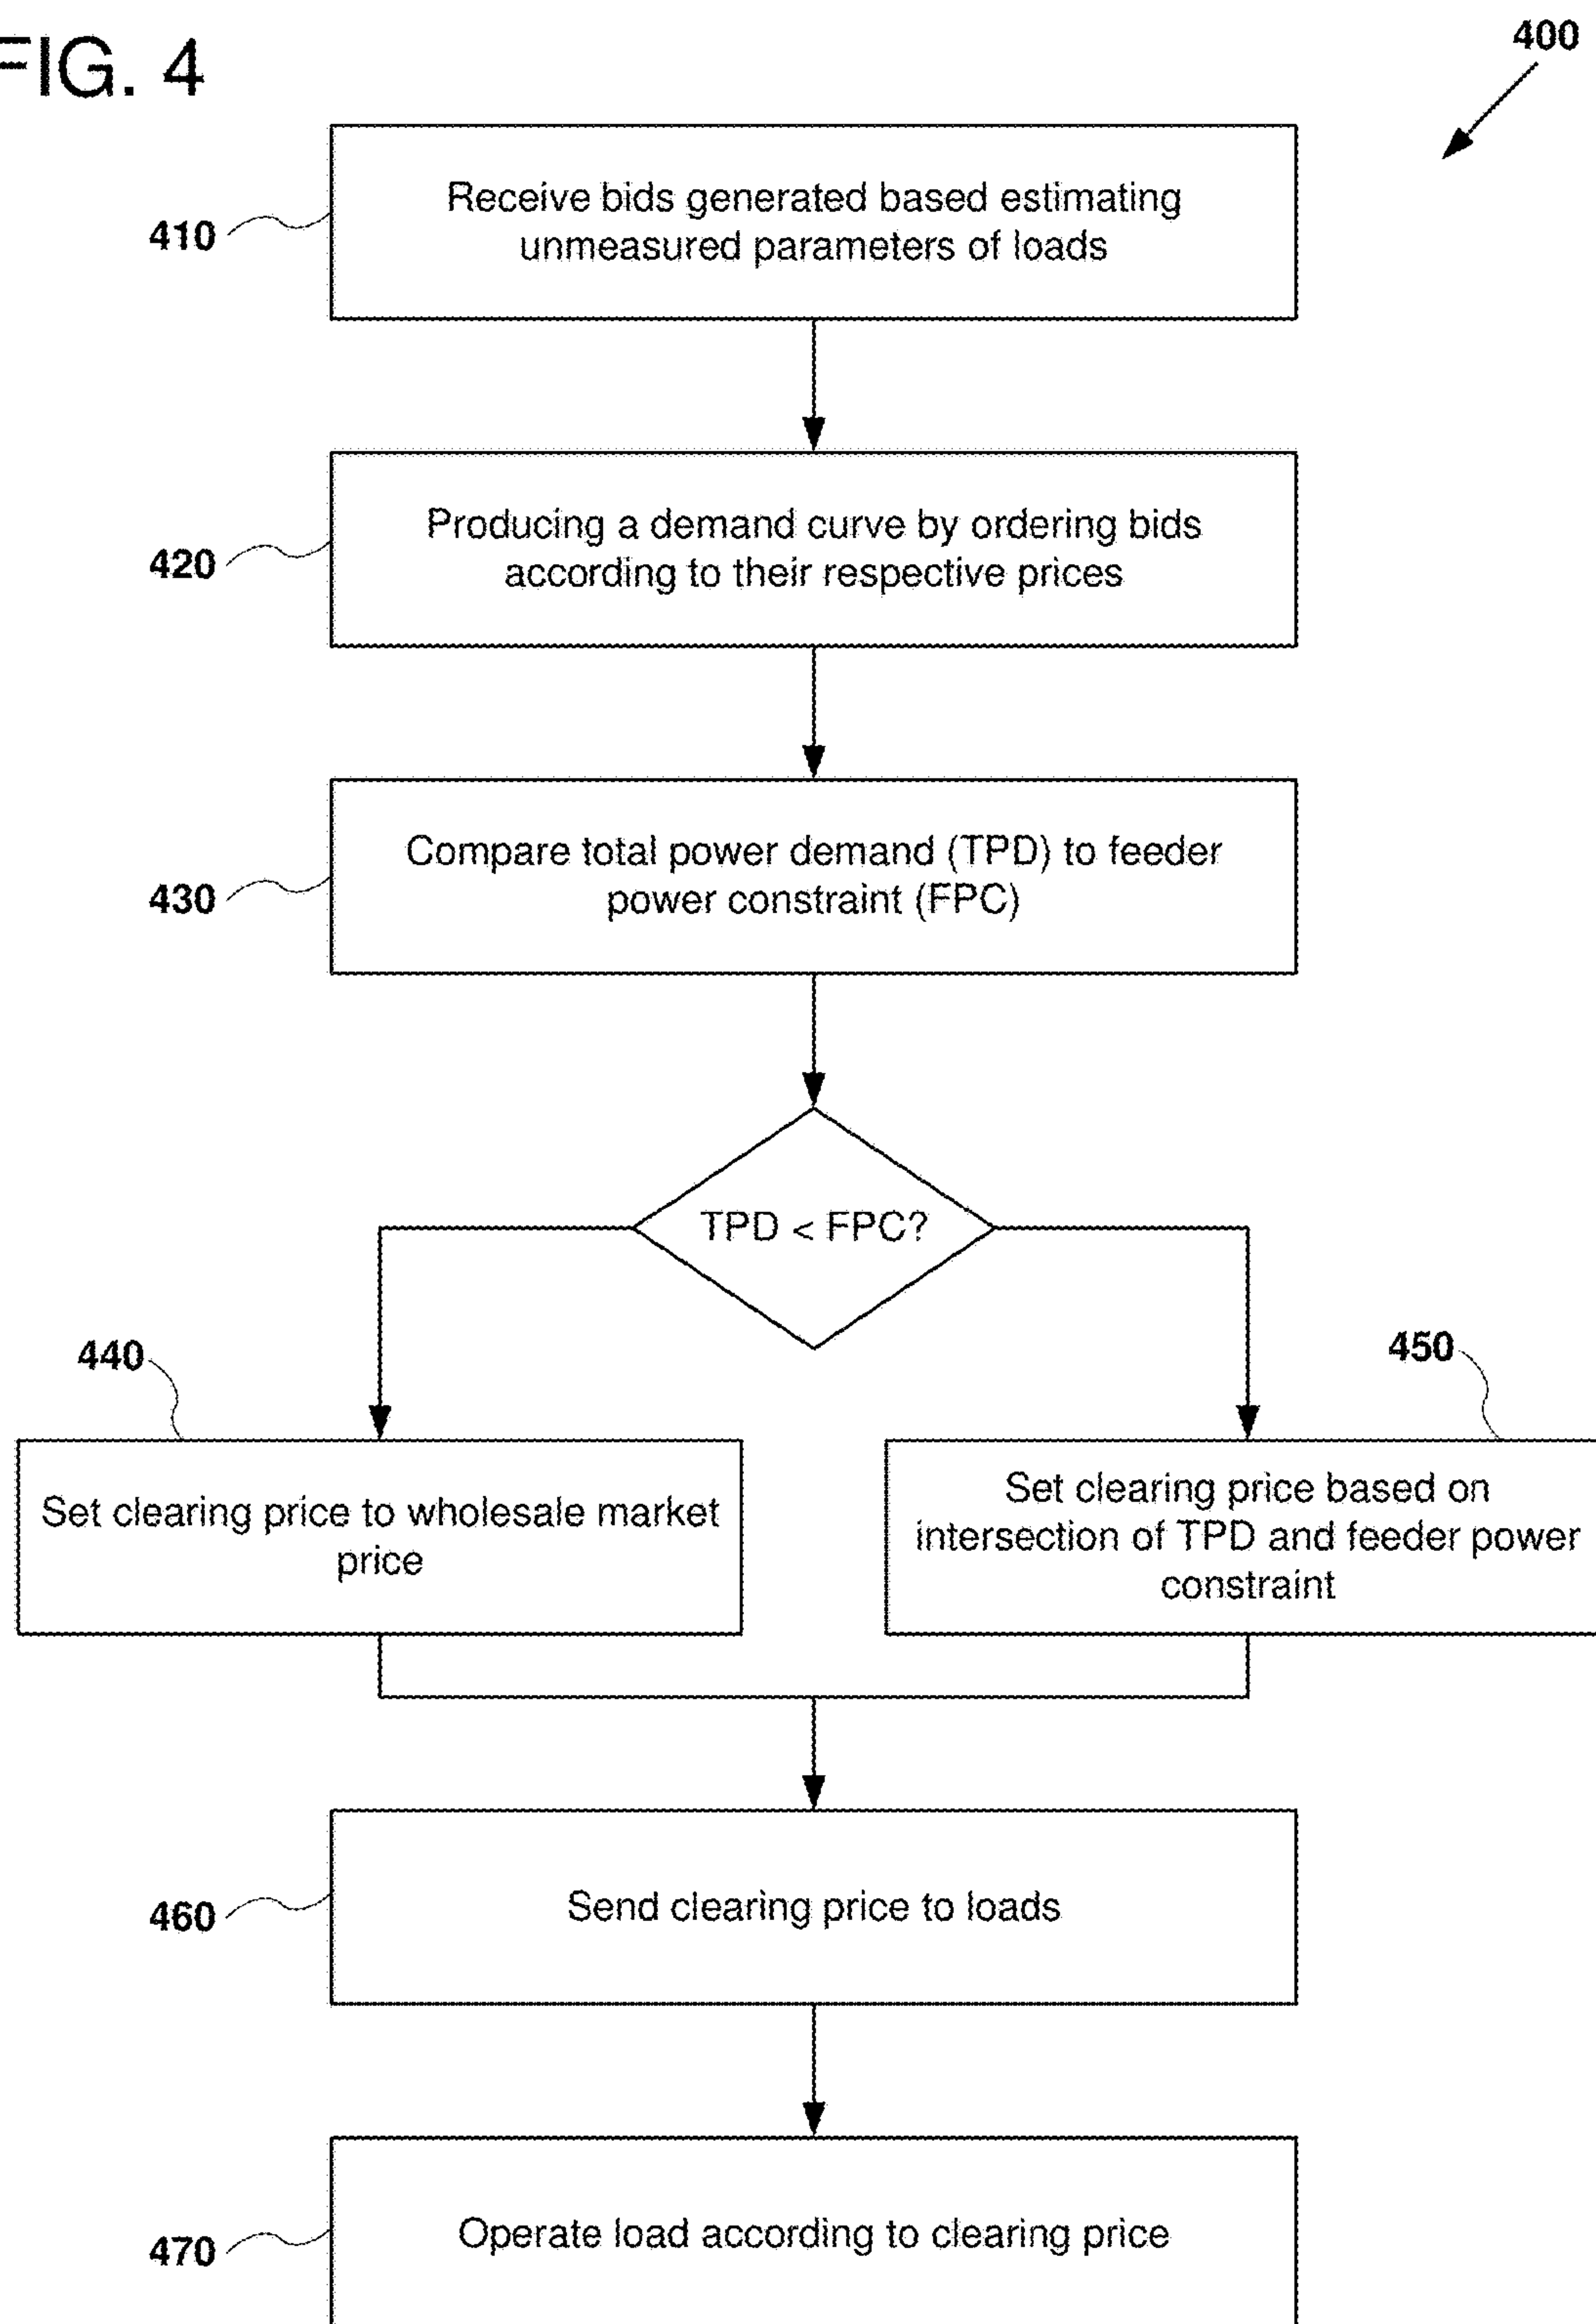 FIG. 4
400
410
Receive bids generated based estimating
unmeasured parameters of loads
420
Producing a demand curve by ordering bids
according to their respective prices
430
Compare total power demand (TPD) to feeder
power constraint (FPC)
TPD < FPC?
440
Set clearing price to wholesale market
price
450
Set clearing price based on
intersection of TPD and feeder power
constraint
460
Send clearing price to loads
470
Operate load according to clearing price